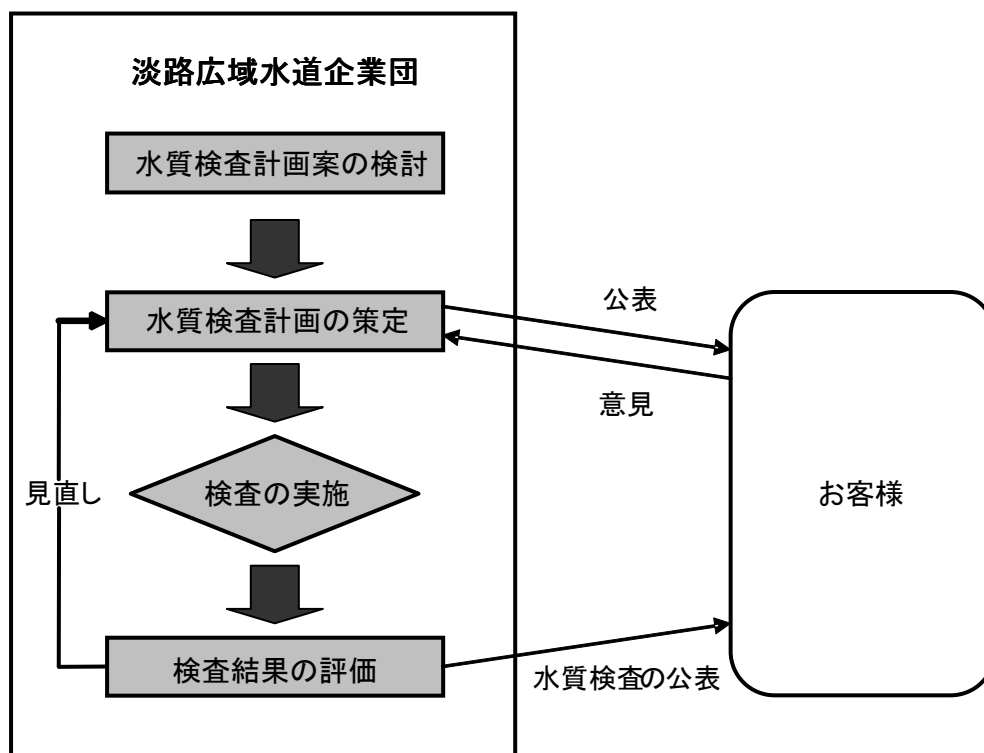 淡路広域水道企業団
水質検査計画案の検討
水質検査計画の策定
公表
意見
検査の実施
見直し
お客様
検査結果の評価
水質検査の公表